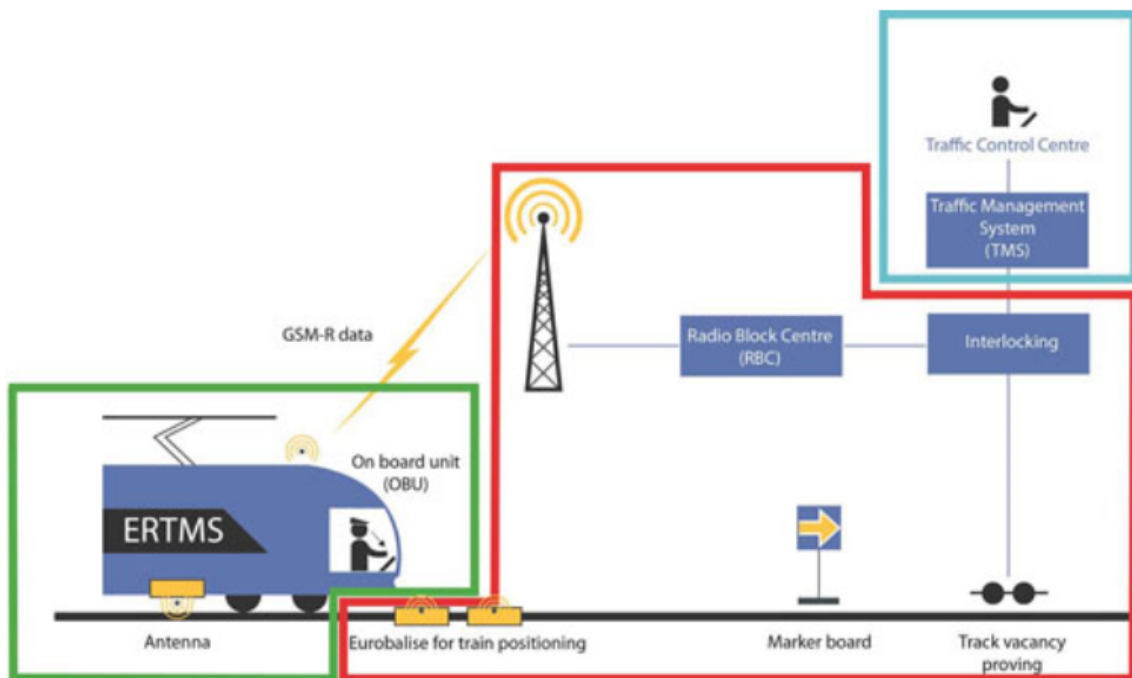 Traffic Control Centre
Traffic Management
System
(TMS)
GSM-R data
Radio Block Centre
(RBC)
Interlocking
On board unit
(OBU)
ERTMS
Antenna
Eurobalise for train positioning
Marker board
Track vacancy
proving